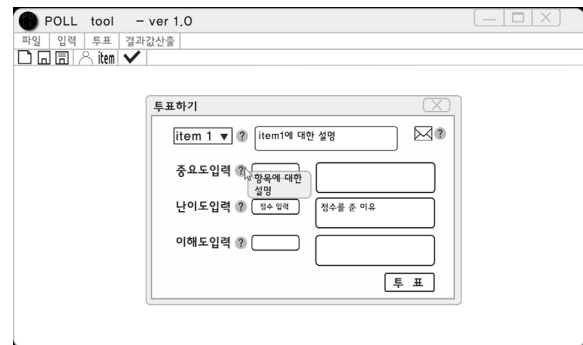 POLL tool - ver 1.0
파일 입력 투표 결과값산출
item
투표하기
item 1 ▼ ? item1에 대한 설명 ?
중요도입력 ?
항목에 대한
설명
난이도입력 ? 점수 입력 점수를 준 이유
이해도입력 ?
투 표